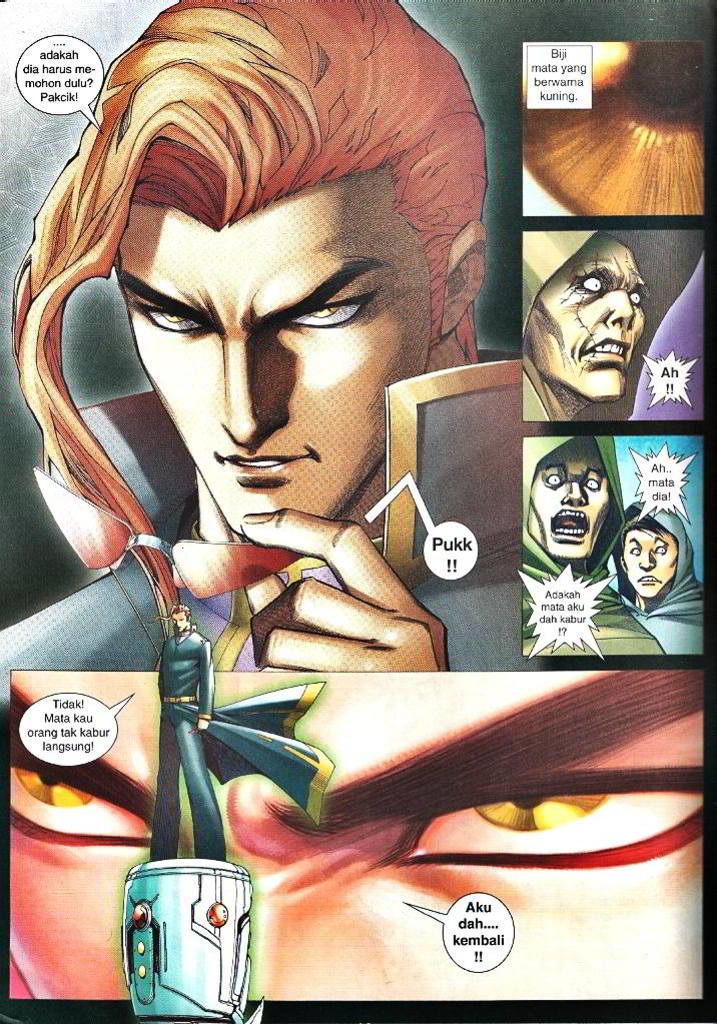 ....
adakah
dia harus me-
mohon dulu?
Pakcik!
Biji
mata yang
berwarna
kuning.
Ah
!!
Pukk
!!
Ah..
mata
dia!
Adakah
mata aku
dah kabur
!?
Tidak!
Mata kau
orang tak kabur
langsung!
Aku
dah....
kembali
!!